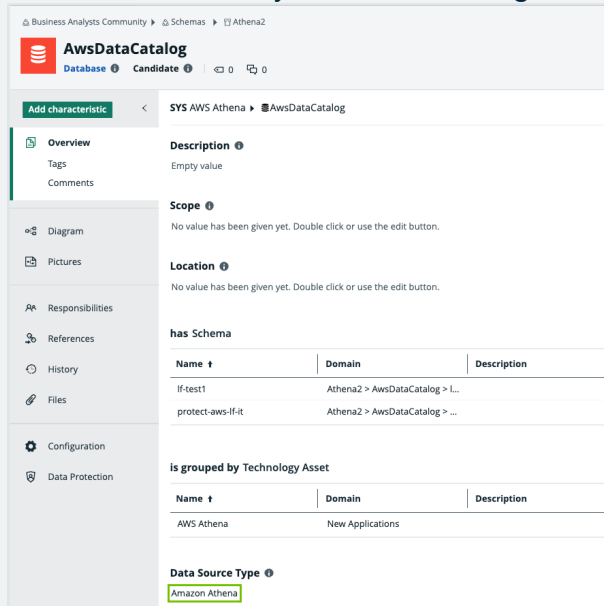 Business Analysts Community Schemas Athena2
AwsDataCatalog
Database Candidate 0 0
Add characteristic
SYS AWS Athena AwsDataCatalog
Overview
Tags
Comments
Diagram
Pictures
Responsibilities
References
History
Files
Configuration
Data Protection
Description
Empty value
Scope
No value has been given yet. Double click or use the edit button.
Location
No value has been given yet. Double click or use the edit button.
has Schema
Name Domain Description
lf-test1 Athena2 > AwsDataCatalog > l...
protect-aws-lf-it Athena2 > AwsDataCatalog > ...
is grouped by Technology Asset
Name Domain Description
AWS Athena New Applications
Data Source Type
Amazon Athena